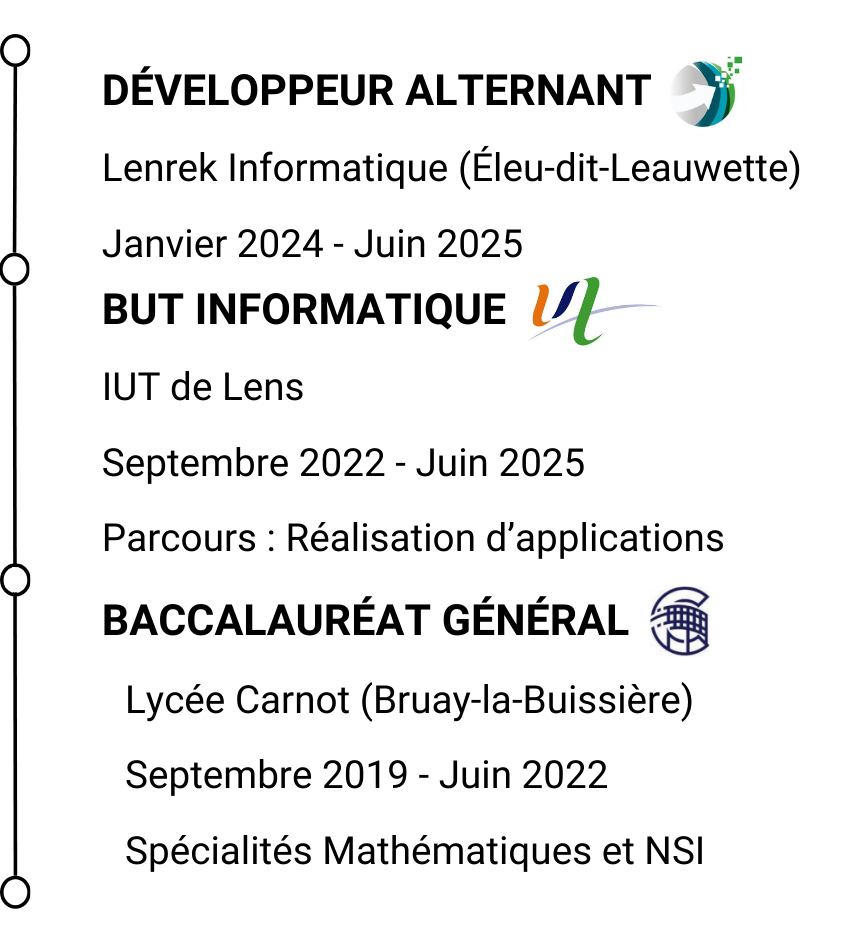 DÉVELOPPEUR ALTERNANT
Lenrek Informatique (Éleu-dit-Leauwette)
Janvier 2024 - Juin 2025
BUT INFORMATIQUE
IUT de Lens
Septembre 2022 - Juin 2025
Parcours : Réalisation d’applications
BACCALAURÉAT GÉNÉRAL
Lycée Carnot (Bruay-la-Buissière)
Septembre 2019 - Juin 2022
Spécialités Mathématiques et NSI